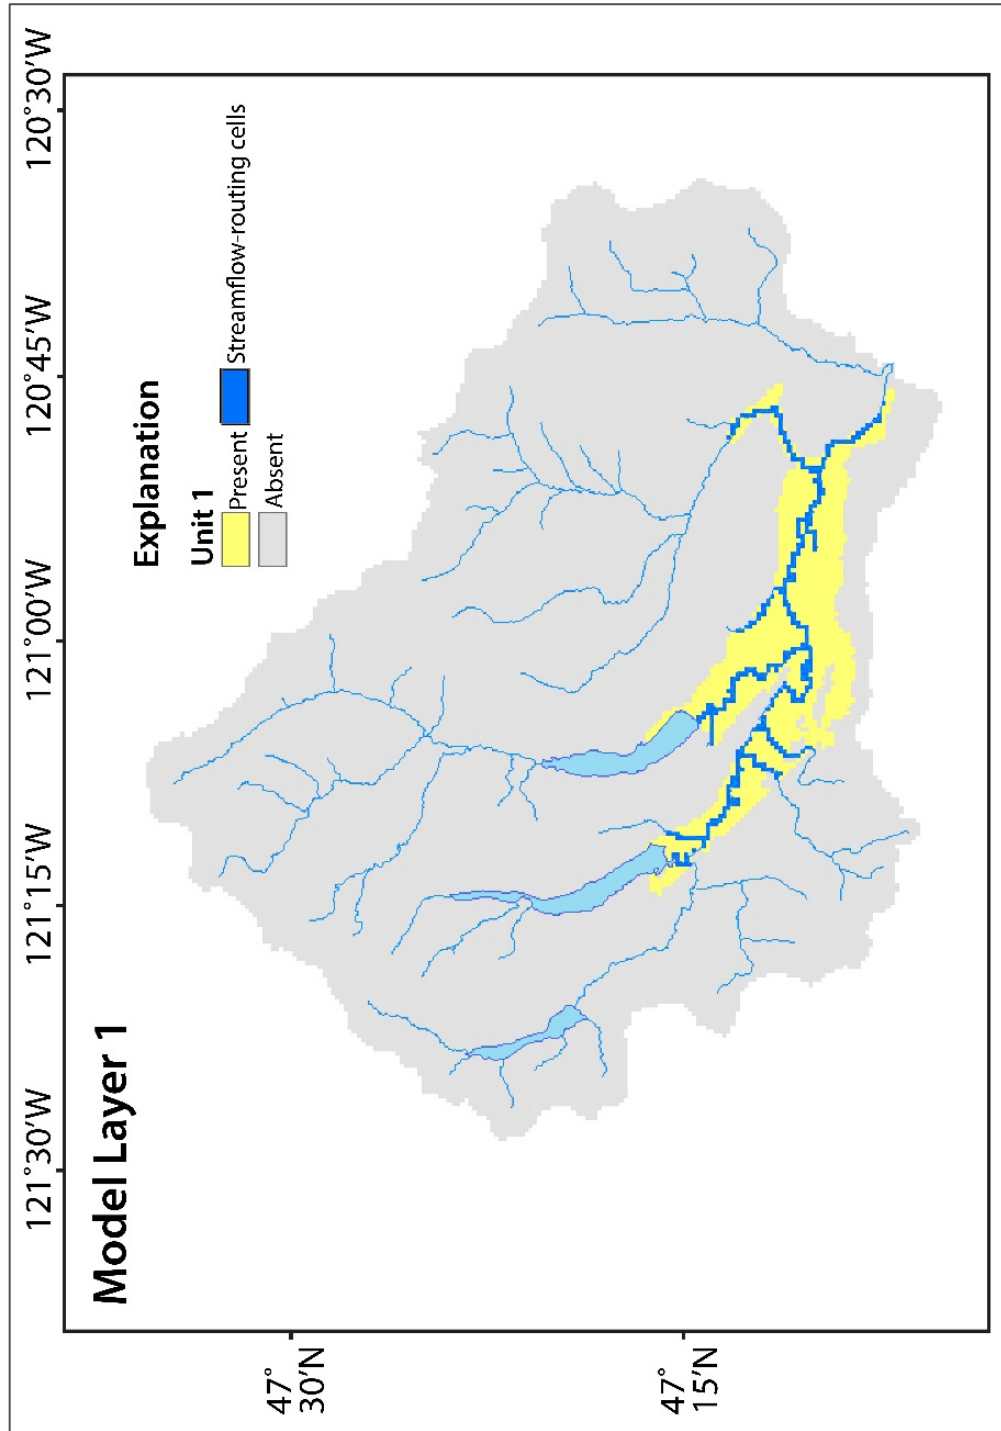 121°30′W 121°15′W 121°00′W 120°45′W 120°30′W
Model Layer 1
Explanation
Unit 1
Present
Streamflow-routing cells
Absent
47°
30′N
47°
15′N